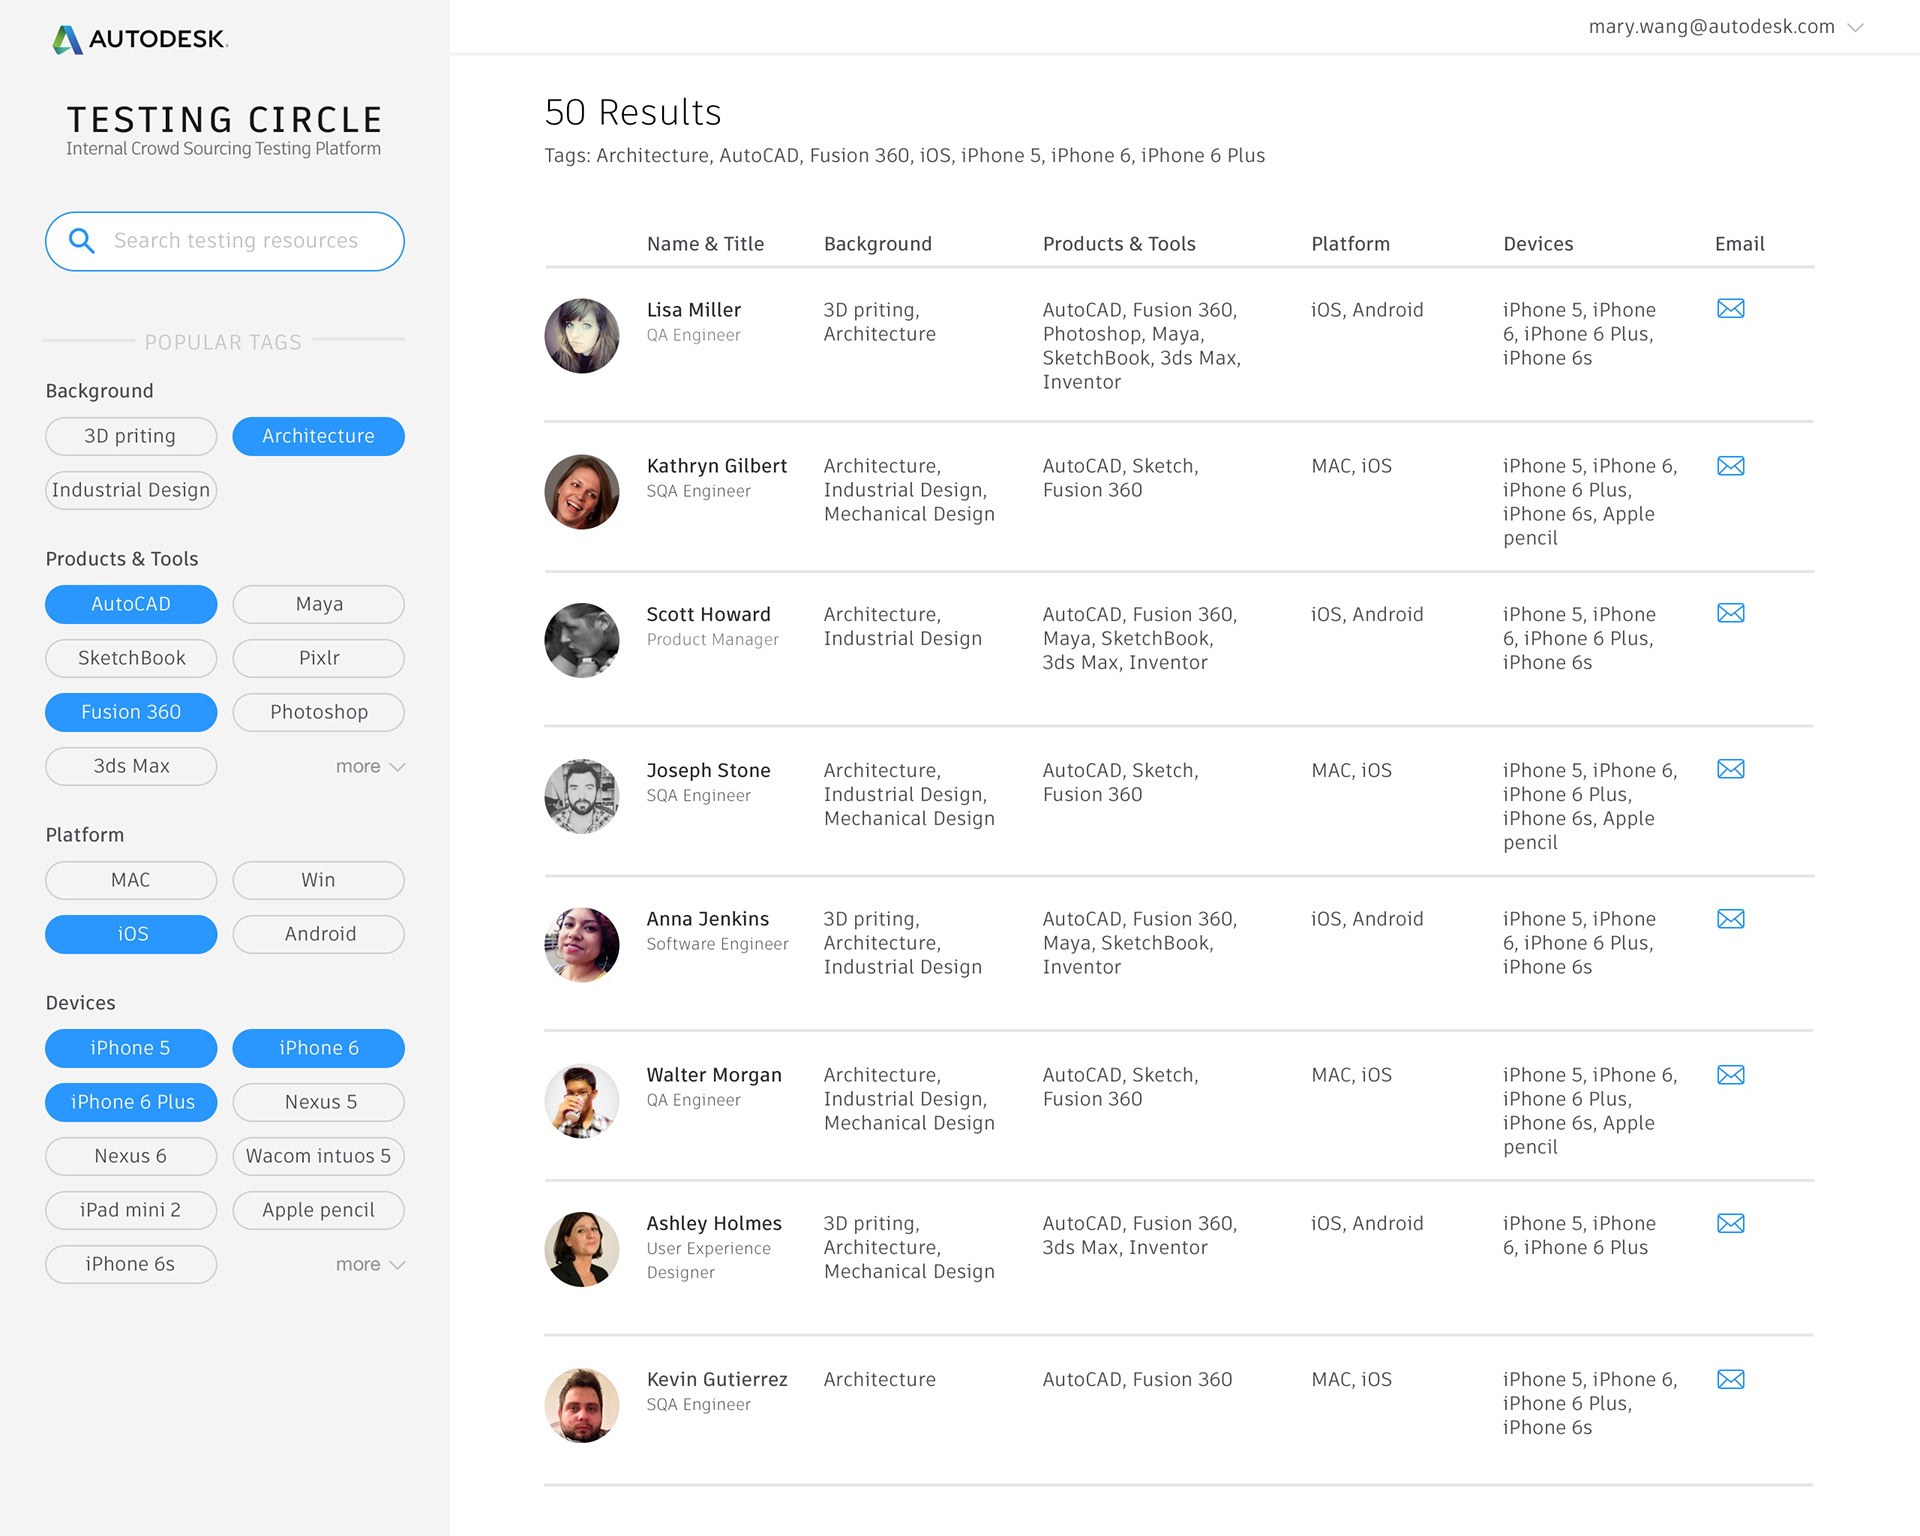 AUTODESK.
TESTING CIRCLE
Internal Crowd Sourcing Testing Platform
Search testing resources
POPULAR TAGS
Background
3D priting
Architecture
Industrial Design
Products & Tools
AutoCAD
Maya
SketchBook
Pixlr
Fusion 360
Photoshop
3ds Max
more
Platform
MAC
Win
iOS
Android
Devices
iPhone 5
iPhone 6
iPhone 6 Plus
Nexus 5
Nexus 6
Wacom intuos 5
iPad mini 2
Apple pencil
iPhone 6s
more
mary.wang@autodesk.com
50 Results
Tags: Architecture, AutoCAD, Fusion 360, iOS, iPhone 5, iPhone 6, iPhone 6 Plus
Name & Title
Background
Products & Tools
Platform
Devices
Email
Lisa Miller
QA Engineer
3D priting,
Architecture
AutoCAD, Fusion 360,
Photoshop, Maya,
SketchBook, 3ds Max,
Inventor
iOS, Android
iPhone 5, iPhone
6, iPhone 6 Plus,
iPhone 6s
Kathryn Gilbert
SQA Engineer
Architecture,
Industrial Design,
Mechanical Design
AutoCAD, Sketch,
Fusion 360
MAC, iOS
iPhone 5, iPhone 6,
iPhone 6 Plus,
iPhone 6s, Apple
pencil
Scott Howard
Product Manager
Architecture,
Industrial Design
AutoCAD, Fusion 360,
Maya, SketchBook,
3ds Max, Inventor
iOS, Android
iPhone 5, iPhone
6, iPhone 6 Plus,
iPhone 6s
Joseph Stone
SQA Engineer
Architecture,
Industrial Design,
Mechanical Design
AutoCAD, Sketch,
Fusion 360
MAC, iOS
iPhone 5, iPhone 6,
iPhone 6 Plus,
iPhone 6s, Apple
pencil
Anna Jenkins
Software Engineer
3D priting,
Architecture,
Industrial Design
AutoCAD, Fusion 360,
Maya, SketchBook,
Inventor
iOS, Android
iPhone 5, iPhone
6, iPhone 6 Plus,
iPhone 6s
Walter Morgan
QA Engineer
Architecture,
Industrial Design,
Mechanical Design
AutoCAD, Sketch,
Fusion 360
MAC, iOS
iPhone 5, iPhone 6,
iPhone 6 Plus,
iPhone 6s, Apple
pencil
Ashley Holmes
User Experience
Designer
3D priting,
Architecture,
Mechanical Design
AutoCAD, Fusion 360,
3ds Max, Inventor
iOS, Android
iPhone 5, iPhone
6, iPhone 6 Plus
Kevin Gutierrez
SQA Engineer
Architecture
AutoCAD, Fusion 360
MAC, iOS
iPhone 5, iPhone 6,
iPhone 6 Plus,
iPhone 6s